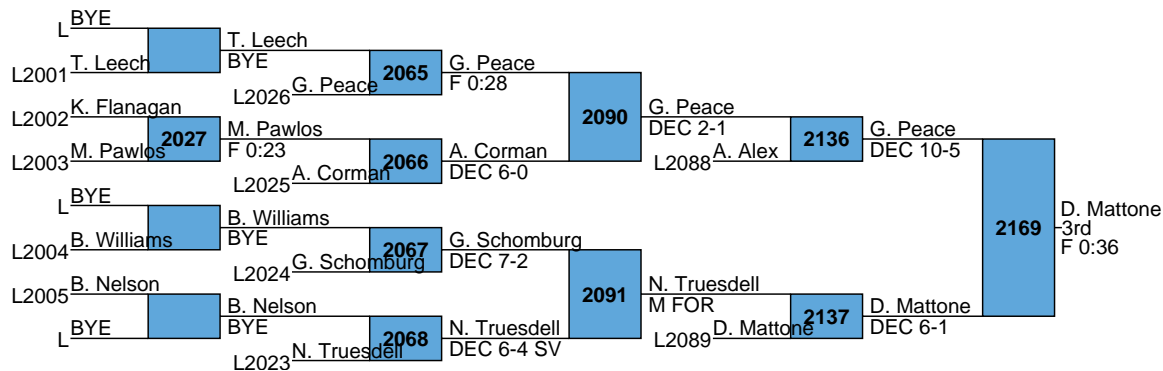 L BYE
L2001 T. Leech
T. Leech
BYE
L2026 G. Peace
2065
G. Peace
F 0:28
L2002 K. Flanagan
2027
L2003 M. Pawlos
M. Pawlos
F 0:23
2066
L2025 A. Corman
A. Corman
DEC 6-0
2090
G. Peace
DEC 2-1
L2088 A. Alex
2136
G. Peace
DEC 10-5
L BYE
L2004 B. Williams
B. Williams
BYE
2067
L2024 G. Schomburg
G. Schomburg
DEC 7-2
L2005 B. Nelson
L BYE
B. Nelson
BYE
2068
L2023 N. Truesdell
N. Truesdell
DEC 6-4 SV
2091
N. Truesdell
M FOR
L2089 D. Mattone
2137
D. Mattone
DEC 6-1
2169
D. Mattone
3rd
F 0:36